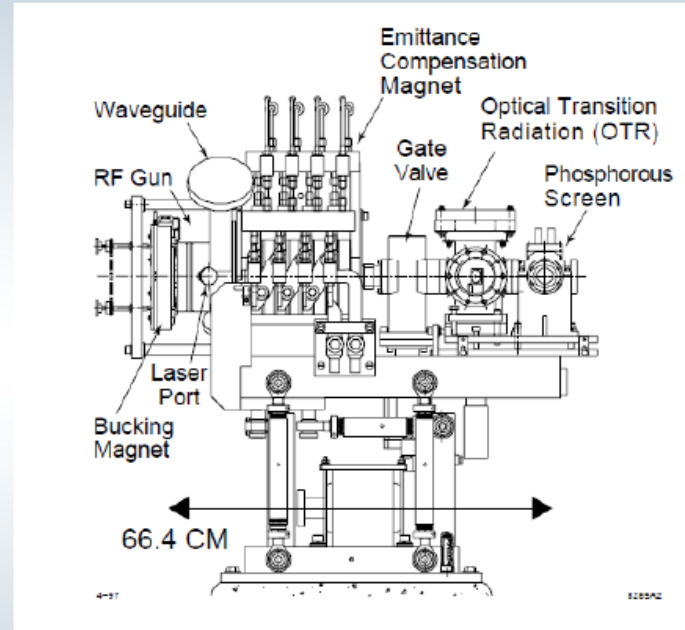 Emittance
Compensation
Magnet
Waveguide
Optical Transition
Radiation (OTR)
Gate
Valve
RF Gun
Phosphorous
Screen
Laser
Port
Bucking
Magnet
66.4 CM
4-97